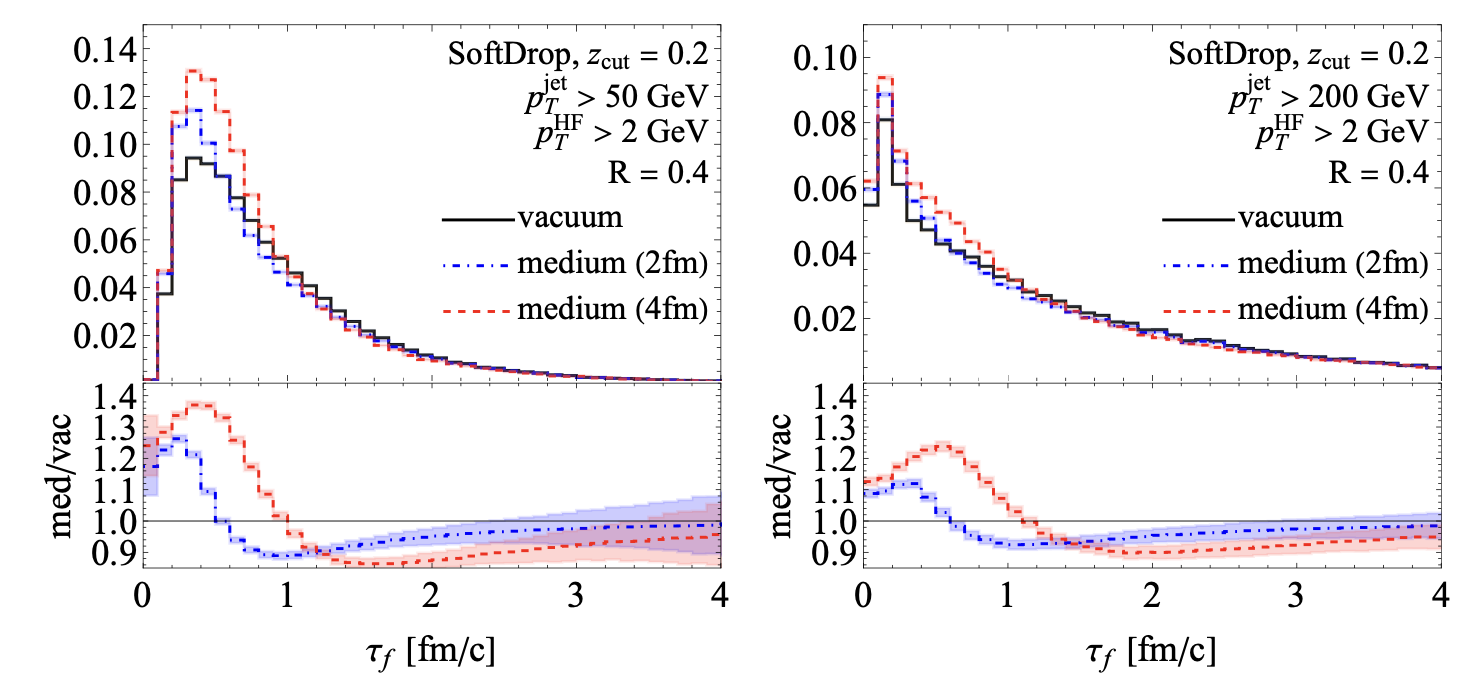 0.14
0.12
0.10
0.08
0.06
0.04
0.02
SoftDrop, z_cut = 0.2
p_T^jet > 50 GeV
p_T^HF > 2 GeV
R = 0.4
vacuum
medium (2fm)
medium (4fm)
med/vac
1.4
1.3
1.2
1.1
1.0
0.9
0 1 2 3 4
τ_f [fm/c]
0.10
0.08
0.06
0.04
0.02
SoftDrop, z_cut = 0.2
p_T^jet > 200 GeV
p_T^HF > 2 GeV
R = 0.4
vacuum
medium (2fm)
medium (4fm)
med/vac
1.4
1.3
1.2
1.1
1.0
0.9
0 1 2 3 4
τ_f [fm/c]